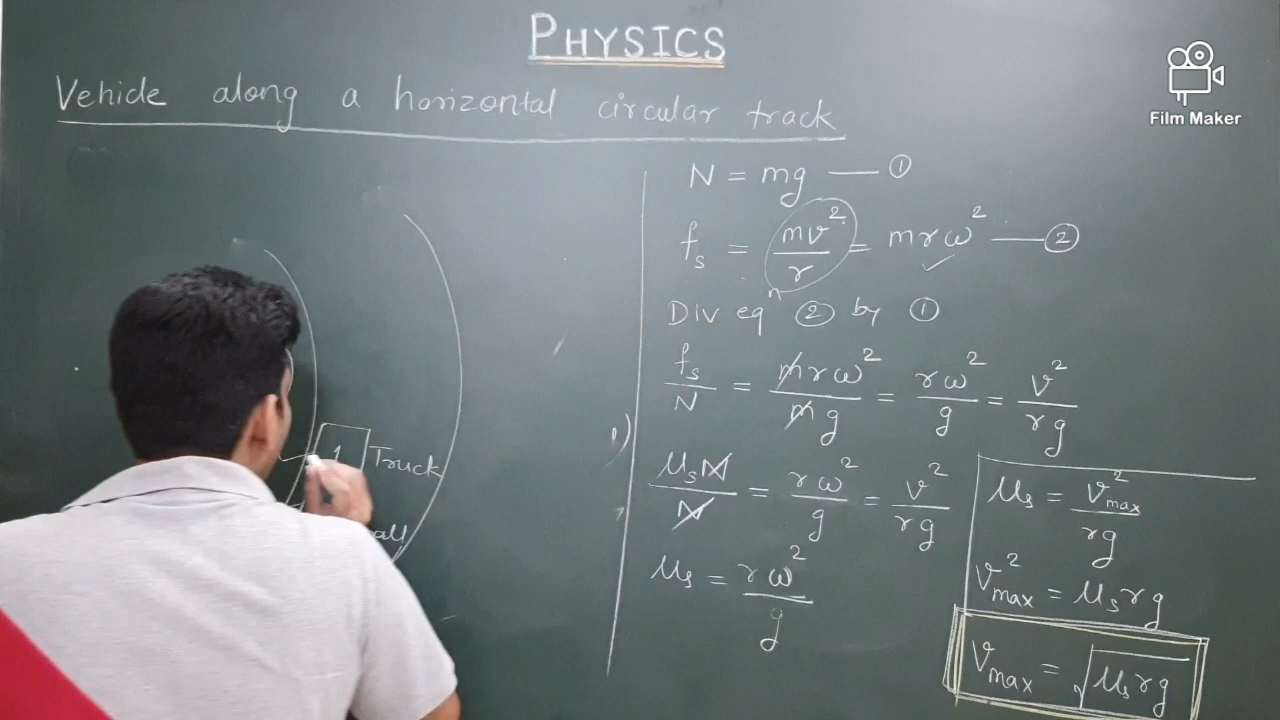 PHYSICS
Vehicle along a horizontal circular track
Film Maker
1 Truck
N = mg — ①
fₛ = mv²/r = mrω² — ②
Div eqⁿ ② by ①
fₛ/N = mrω²/mg = rω²/g = v²/rg
μₛN/N = rω²/g = v²/rg
μₛ = rω²/g
μₛ = v²max/rg
v²max = μₛrg
vmax = √μₛrg